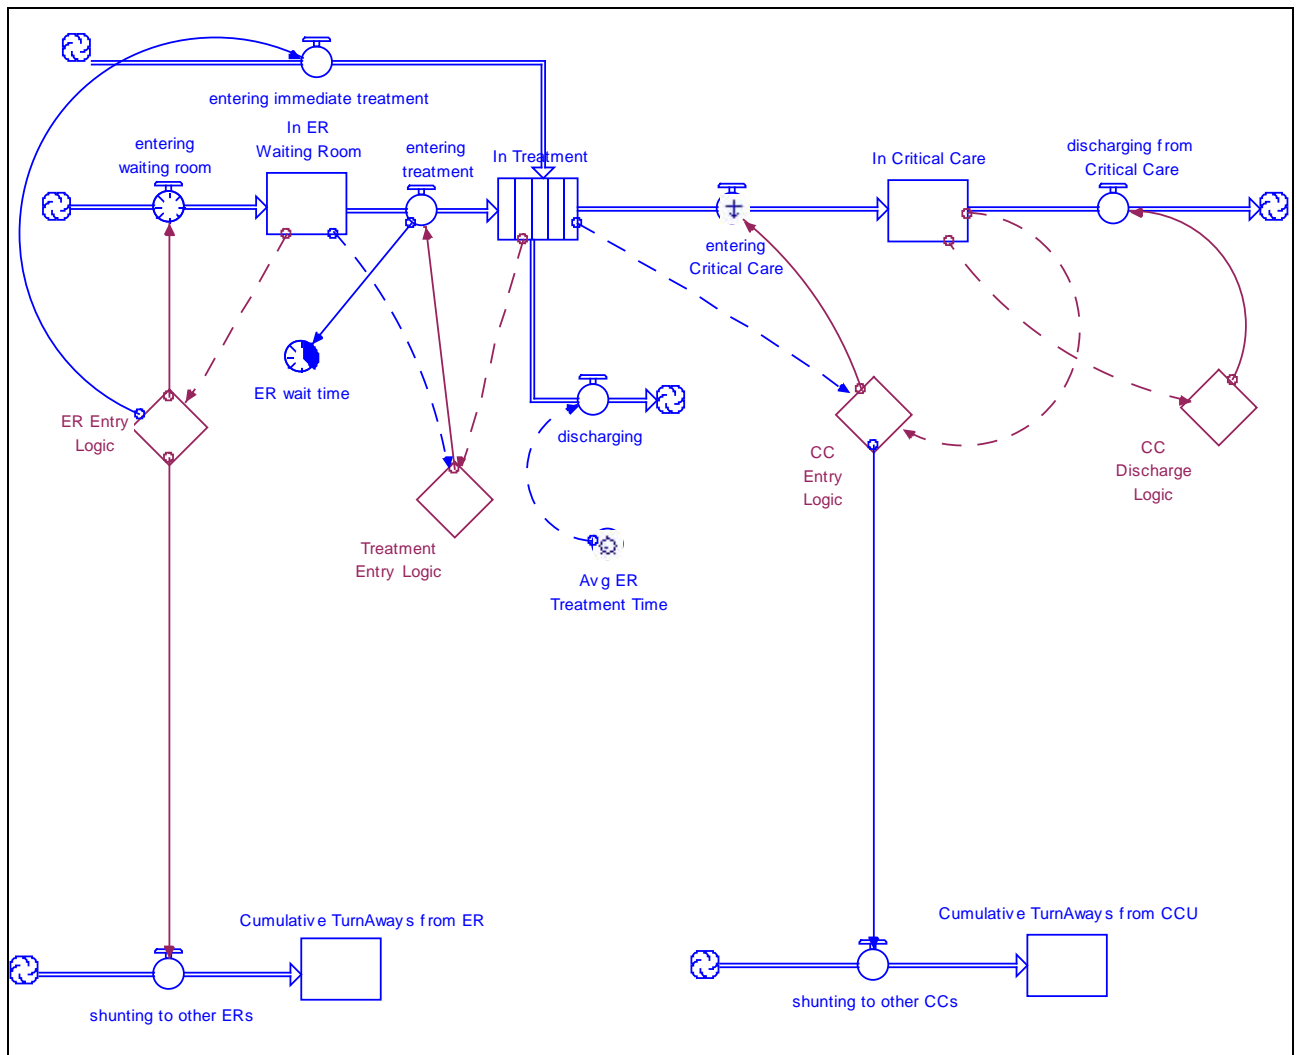 entering immediate treatment
In ER
Waiting Room
entering
waiting room
entering
treatment
In Treatment
In Critical Care
discharging from
Critical Care
entering
Critical Care
ER wait time
ER Entry
Logic
discharging
CC
Entry
Logic
CC
Discharge
Logic
Treatment
Entry Logic
Avg ER
Treatment Time
Cumulative TurnAways from ER
Cumulative TurnAways from CCU
shunting to other ERs
shunting to other CCs